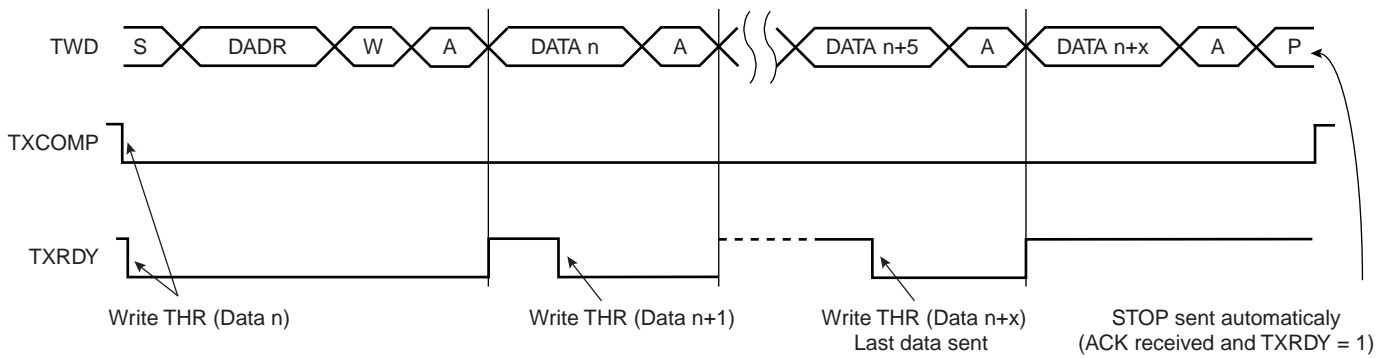 TWD S DADR W A DATA n A DATA n+5 A DATA n+x A P
TXCOMP
TXRDY
Write THR (Data n)
Write THR (Data n+1)
Write THR (Data n+x)
Last data sent
STOP sent automaticaly
(ACK received and TXRDY = 1)